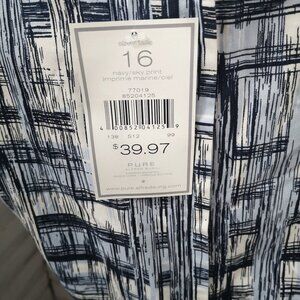 16
navy/sky print
imprimé marine/ciel
77019
85204125
4 00852 04125 9
138 S12 99
$39.97
PURE